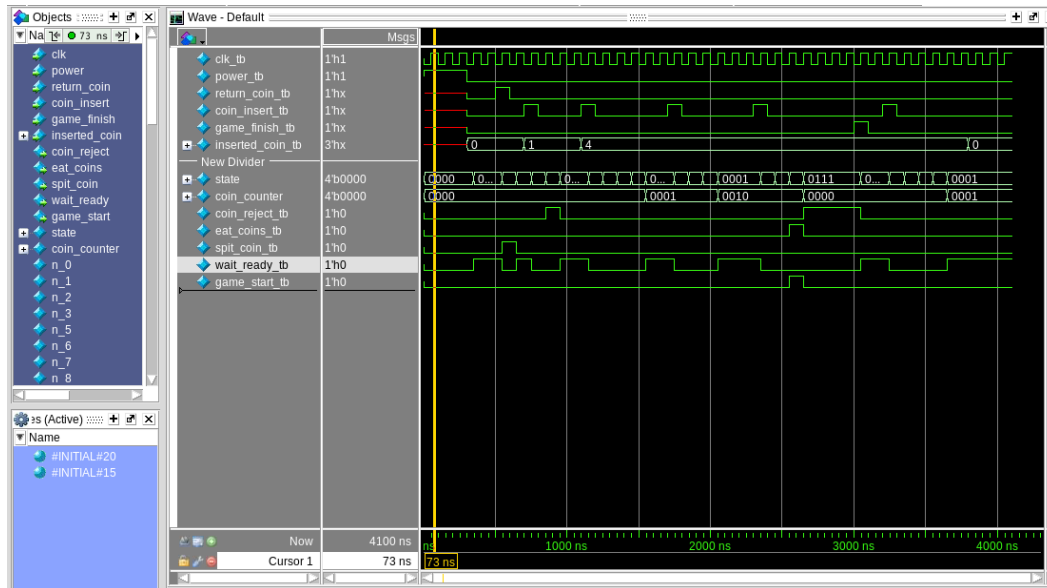 Objects
Wave - Default
Na 73 ns
Msgs
clk
power
return_coin
coin_insert
game_finish
inserted_coin
coin_reject
eat_coins
spit_coin
wait_ready
game_start
state
coin_counter
n_0
n_1
n_2
n_3
n_5
n_6
n_7
n_8
clk_tb 1'h1
power_tb 1'h1
return_coin_tb 1'hx
coin_insert_tb 1'hx
game_finish_tb 1'hx
inserted_coin_tb 3'hx 0 1 4 0
New Divider
state 4'b0000 0000 0... 0... 0... 0001 0111 0... 0001
coin_counter 4'b0000 0000 0001 0010 0000 0001
coin_reject_tb 1'h0
eat_coins_tb 1'h0
spit_coin_tb 1'h0
wait_ready_tb 1'h0
game_start_tb 1'h0
es (Active)
Name
#INITIAL#20
#INITIAL#15
Now 4100 ns ns 1000 ns 2000 ns 3000 ns 4000 ns
Cursor 1 73 ns 73 ns